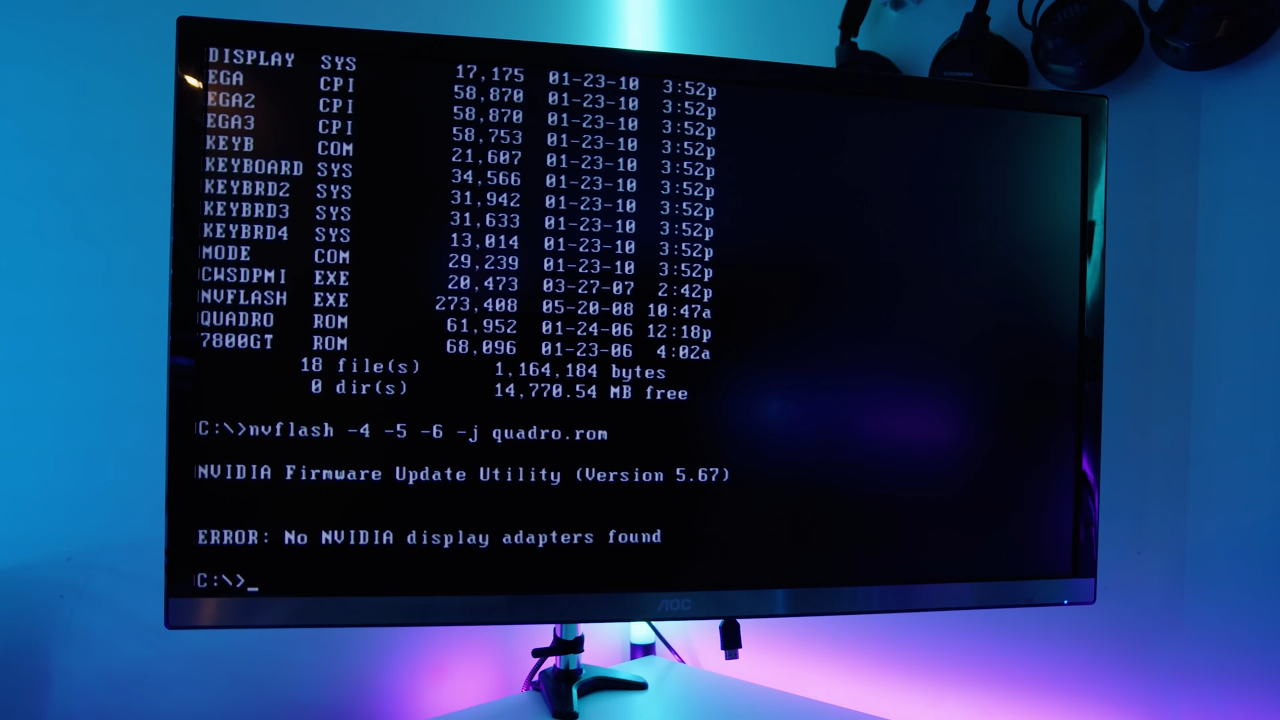 DISPLAY SYS 17,175 01-23-10 3:52p
EGA CPI 58,870 01-23-10 3:52p
EGA2 CPI 58,870 01-23-10 3:52p
EGA3 CPI 58,753 01-23-10 3:52p
KEYB COM 21,607 01-23-10 3:52p
KEYBOARD SYS 34,566 01-23-10 3:52p
KEYBRD2 SYS 31,942 01-23-10 3:52p
KEYBRD3 SYS 31,633 01-23-10 3:52p
KEYBRD4 SYS 13,014 01-23-10 3:52p
MODE COM 29,239 01-23-10 3:52p
CWSDPMI EXE 20,473 03-27-07 2:42p
NVFLASH EXE 273,408 05-20-08 10:47a
QUADRO ROM 61,952 01-24-06 12:18p
7800GT ROM 68,096 01-23-06 4:02a
18 file(s) 1,164,184 bytes
0 dir(s) 14,770.54 MB free
C:\>nvflash -4 -5 -6 -j quadro.rom
NVIDIA Firmware Update Utility (Version 5.67)
ERROR: No NVIDIA display adapters found
C:\>_
AOC